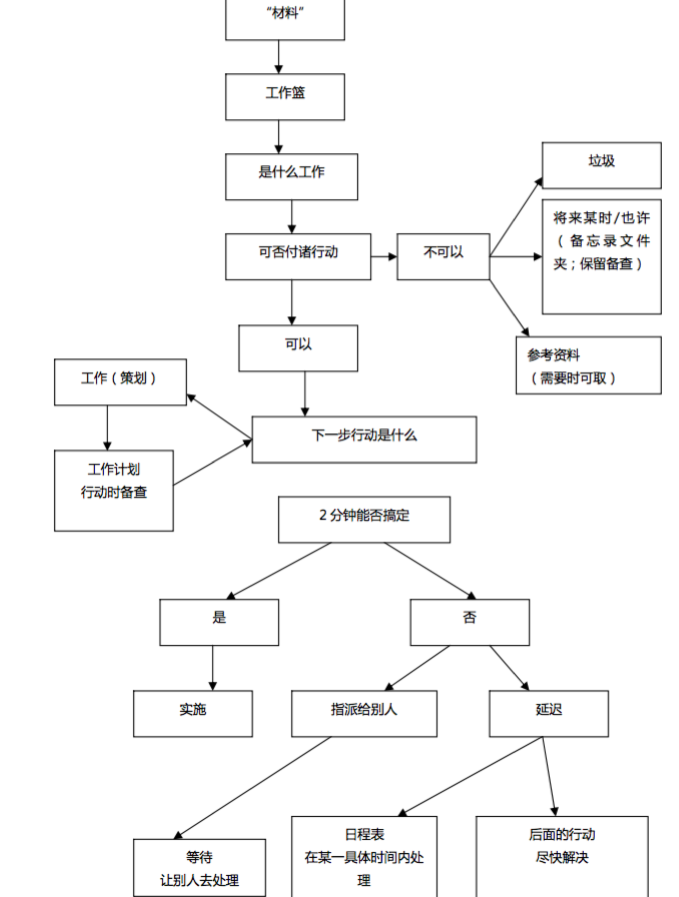 “材料”
工作篮
是什么工作
可否付诸行动
不可以
垃圾
将来某时/也许
（备忘录文件
夹；保留备查）
参考资料
（需要时可取）
可以
工作（策划）
下一步行动是什么
工作计划
行动时备查
2 分钟能否搞定
是
否
实施
指派给别人
延迟
等待
让别人去处理
日程表
在某一具体时间内处
理
后面的行动
尽快解决